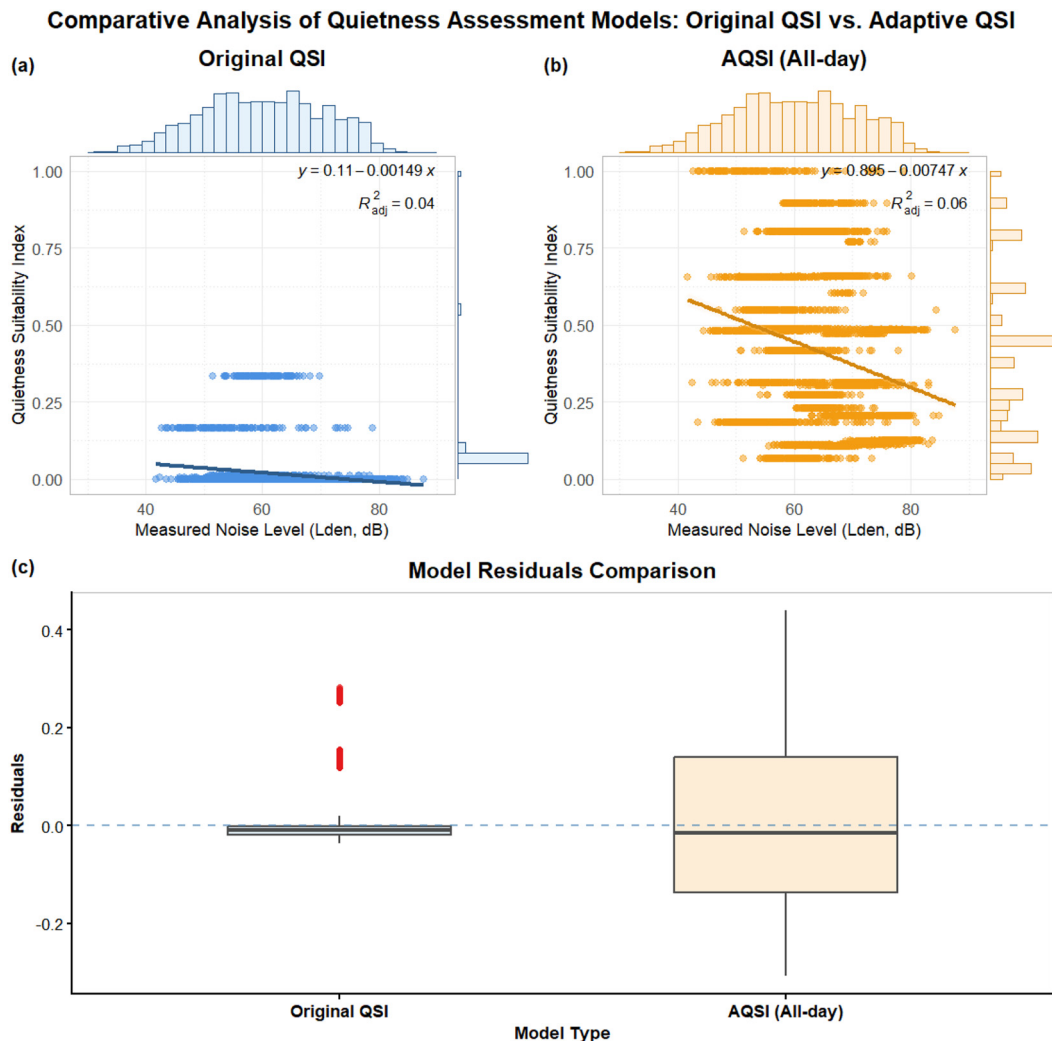 Comparative Analysis of Quietness Assessment Models: Original QSI vs. Adaptive QSI
(a)
Original QSI
y = 0.11 – 0.00149 x
R²adj = 0.04
1.00
0.75
0.50
0.25
0.00
Quietness Suitability Index
40 60 80
Measured Noise Level (Lden, dB)
(b)
AQSI (All-day)
y = 0.895 – 0.00747 x
R²adj = 0.06
1.00
0.75
0.50
0.25
0.00
Quietness Suitability Index
40 60 80
Measured Noise Level (Lden, dB)
(c)
Model Residuals Comparison
0.4
0.2
0.0
-0.2
Residuals
Original QSI AQSI (All-day)
Model Type